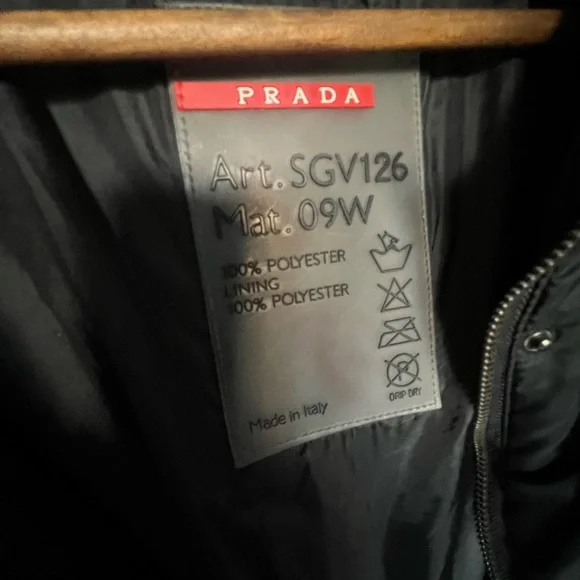 PRADA
Art. SGV126
Mat. 09W
100% POLYESTER
LINING
100% POLYESTER
DRIP DRY
Made in Italy